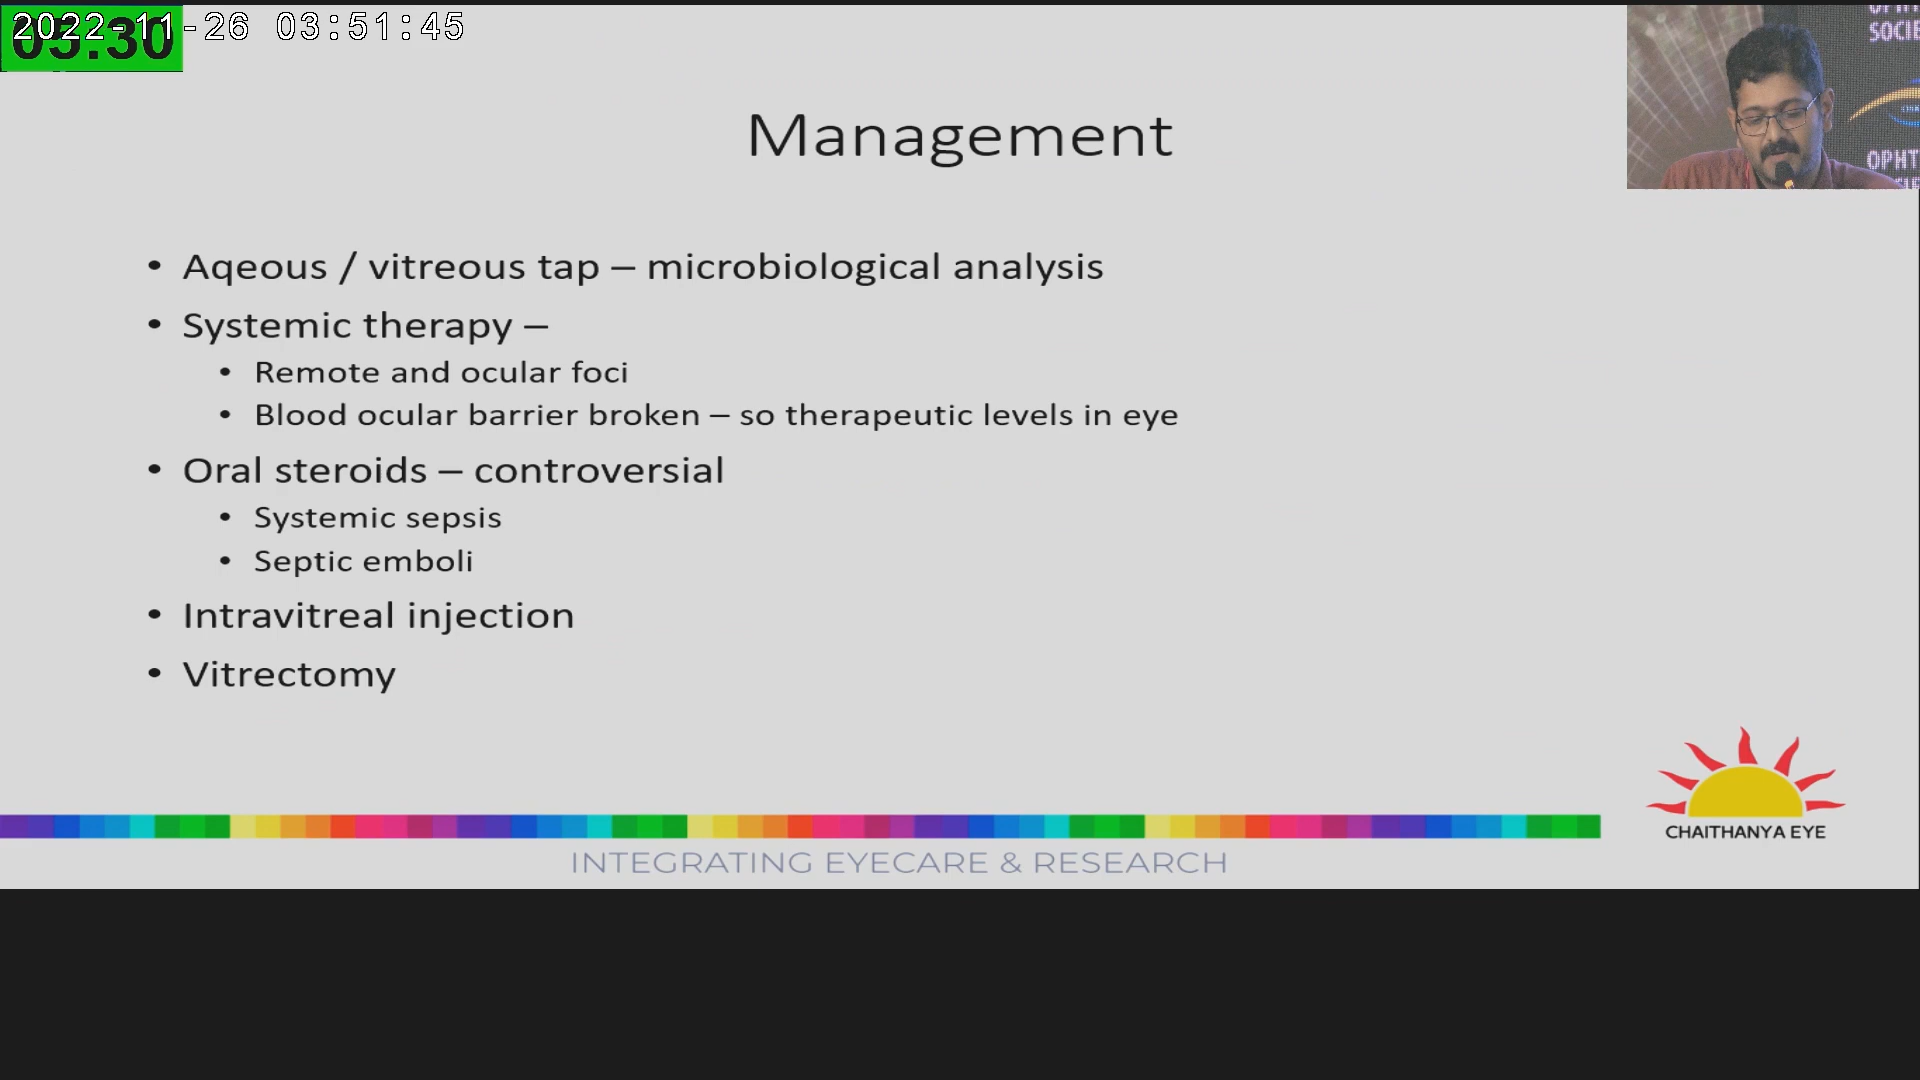 2022-11-26 03:51:45
05:30
SOCIE
OPHT
Management
• Aqeous / vitreous tap – microbiological analysis
• Systemic therapy –
• Remote and ocular foci
• Blood ocular barrier broken – so therapeutic levels in eye
• Oral steroids – controversial
• Systemic sepsis
• Septic emboli
• Intravitreal injection
• Vitrectomy
CHAITHANYA EYE
INTEGRATING EYECARE & RESEARCH